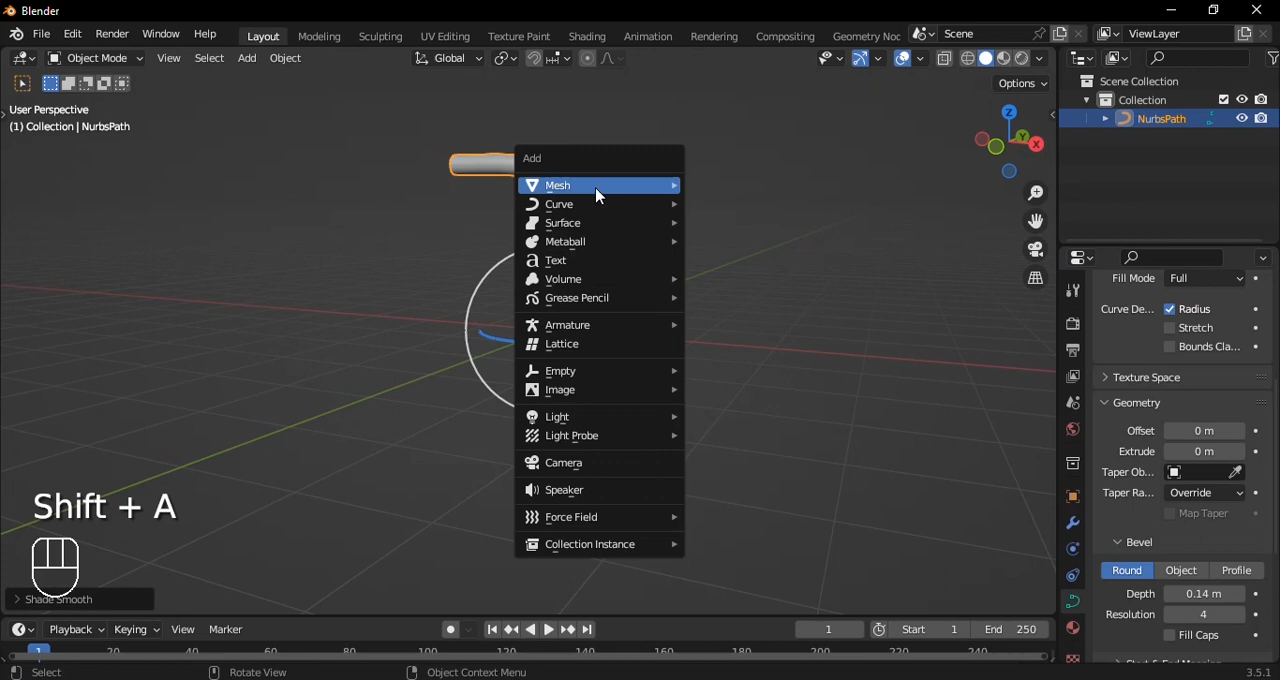 Blender
File Edit Render Window Help Layout Modeling Sculpting UV Editing Texture Paint Shading Animation Rendering Compositing Geometry Noc Scene ViewLayer
Object Mode View Select Add Object Global
Options
User Perspective
(1) Collection | NurbsPath
Scene Collection
Collection
NurbsPath
Z
Y
X
Add
Mesh
Curve
Surface
Metaball
Text
Volume
Grease Pencil
Armature
Lattice
Empty
Image
Light
Light Probe
Camera
Speaker
Force Field
Collection Instance
Fill Mode Full
Curve De... Radius
Stretch
Bounds Cla...
Texture Space
Geometry
Offset 0 m
Extrude 0 m
Taper Ob...
Taper Ra... Override
Map Taper
Bevel
Round Object Profile
Depth 0.14 m
Resolution 4
Fill Caps
Shift + A
Shade Smooth
Playback Keying View Marker 1 Start 1 End 250
1 20 40 60 80 100 120 140 160 180 200 220 240
Select Rotate View Object Context Menu 3.5.1